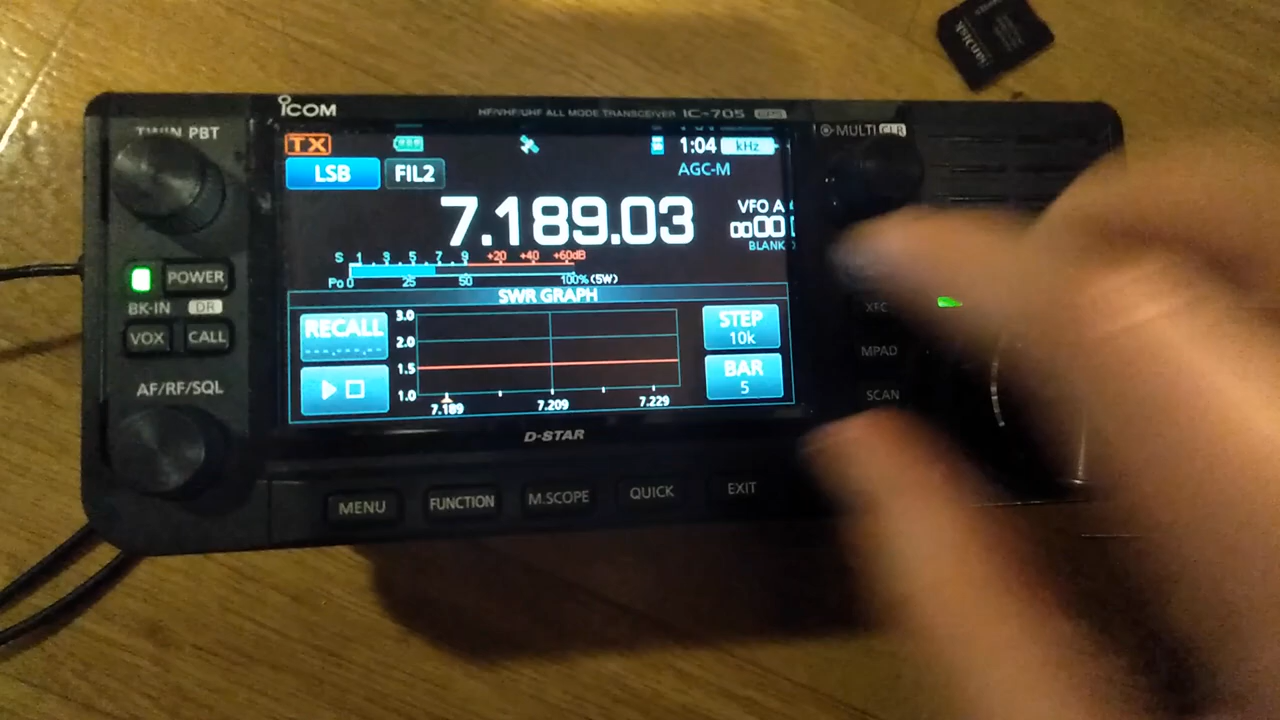 SanDisk
ICOM
HF/VHF/UHF ALL MODE TRANSCEIVER IC-705 GPS
TWIN PBT
MULTI CLR
TX
1:04 kHz
LSB FIL2
AGC-M
7.189.03
VFO A
BLANK
S 1 3 5 7 9 +20 +40 +60dB
Po 0 25 50 100% (5W)
POWER
BK-IN DR
VOX CALL
AF/RF/SQL
SWR GRAPH
RECALL
3.0
2.0
1.5
1.0
7.189 7.209 7.229
STEP
10k
BAR
5
XFC
MPAD
SCAN
D-STAR
MENU FUNCTION M.SCOPE QUICK EXIT